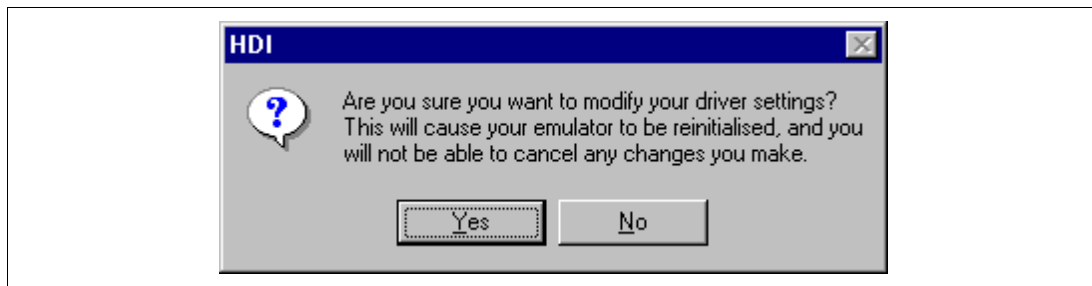 HDI
Are you sure you want to modify your driver settings?
This will cause your emulator to be reinitialised, and you
will not be able to cancel any changes you make.
Yes No